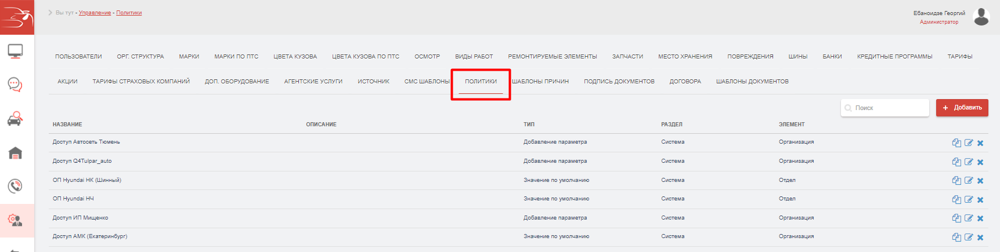 Вы тут - Управление - Политики
Ебаноидзе Георгий
Администратор
ПОЛЬЗОВАТЕЛИ ОРГ. СТРУКТУРА МАРКИ МАРКИ ПО ПТС ЦВЕТА КУЗОВА ЦВЕТА КУЗОВА ПО ПТС ОСМОТР ВИДЫ РАБОТ РЕМОНТИРУЕМЫЕ ЭЛЕМЕНТЫ ЗАПЧАСТИ МЕСТО ХРАНЕНИЯ ПОВРЕЖДЕНИЯ ШИНЫ БАНКИ КРЕДИТНЫЕ ПРОГРАММЫ ТАРИФЫ
АКЦИИ ТАРИФЫ СТРАХОВЫХ КОМПАНИЙ ДОП. ОБОРУДОВАНИЕ АГЕНТСКИЕ УСЛУГИ ИСТОЧНИК СМС ШАБЛОНЫ ПОЛИТИКИ ШАБЛОНЫ ПРИЧИН ПОДПИСЬ ДОКУМЕНТОВ ДОГОВОРА ШАБЛОНЫ ДОКУМЕНТОВ
Поиск + Добавить
НАЗВАНИЕ ОПИСАНИЕ ТИП РАЗДЕЛ ЭЛЕМЕНТ
Доступ Автосеть Тюмень Добавление параметра Система Организация
Доступ Q4Tulpar_auto Добавление параметра Система Организация
ОП Hyundai НК (Шинный) Значение по умолчанию Система Отдел
ОП Hyundai НЧ Значение по умолчанию Система Отдел
Доступ ИП Мищенко Добавление параметра Система Организация
Доступ АМК (Екатеринбург) Значение по умолчанию Система Организация